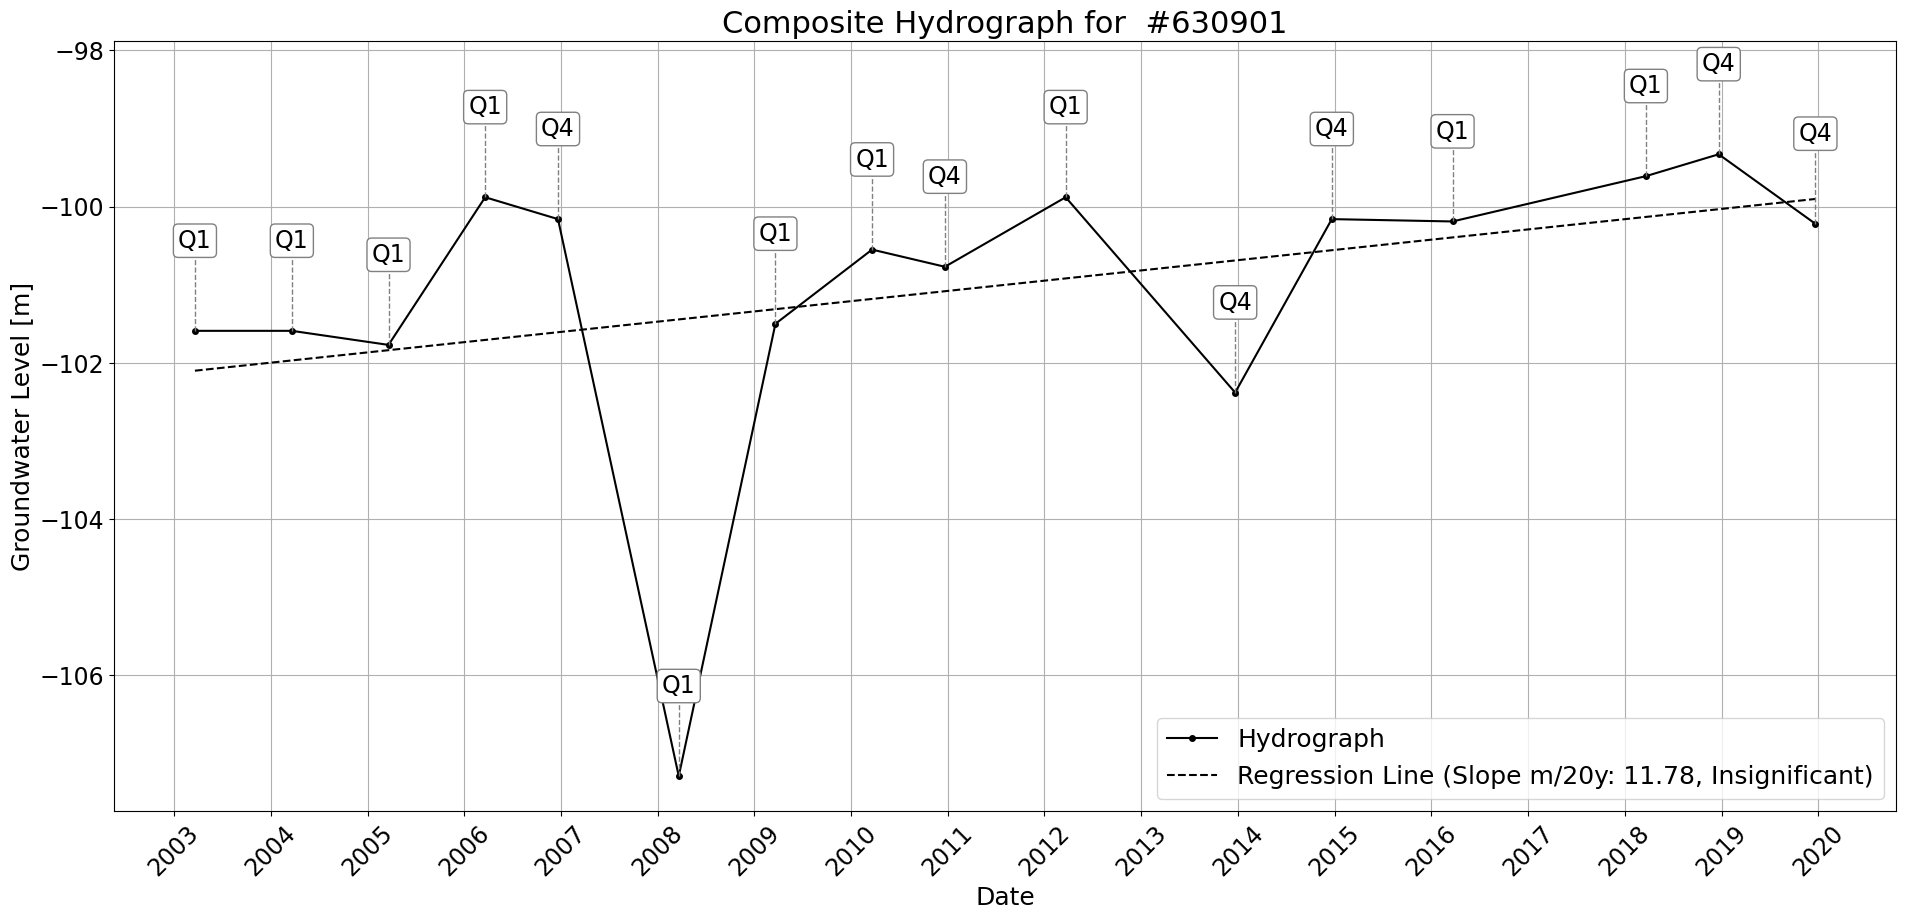 Composite Hydrograph for  #630901
−98
−100
−102
−104
−106
Groundwater Level [m]
Q1
Q1
Q1
Q1
Q4
Q1
Q1
Q1
Q4
Q1
Q4
Q4
Q1
Q1
Q4
Q4
Hydrograph
Regression Line (Slope m/20y: 11.78, Insignificant)
2003
2004
2005
2006
2007
2008
2009
2010
2011
2012
2013
2014
2015
2016
2017
2018
2019
2020
Date